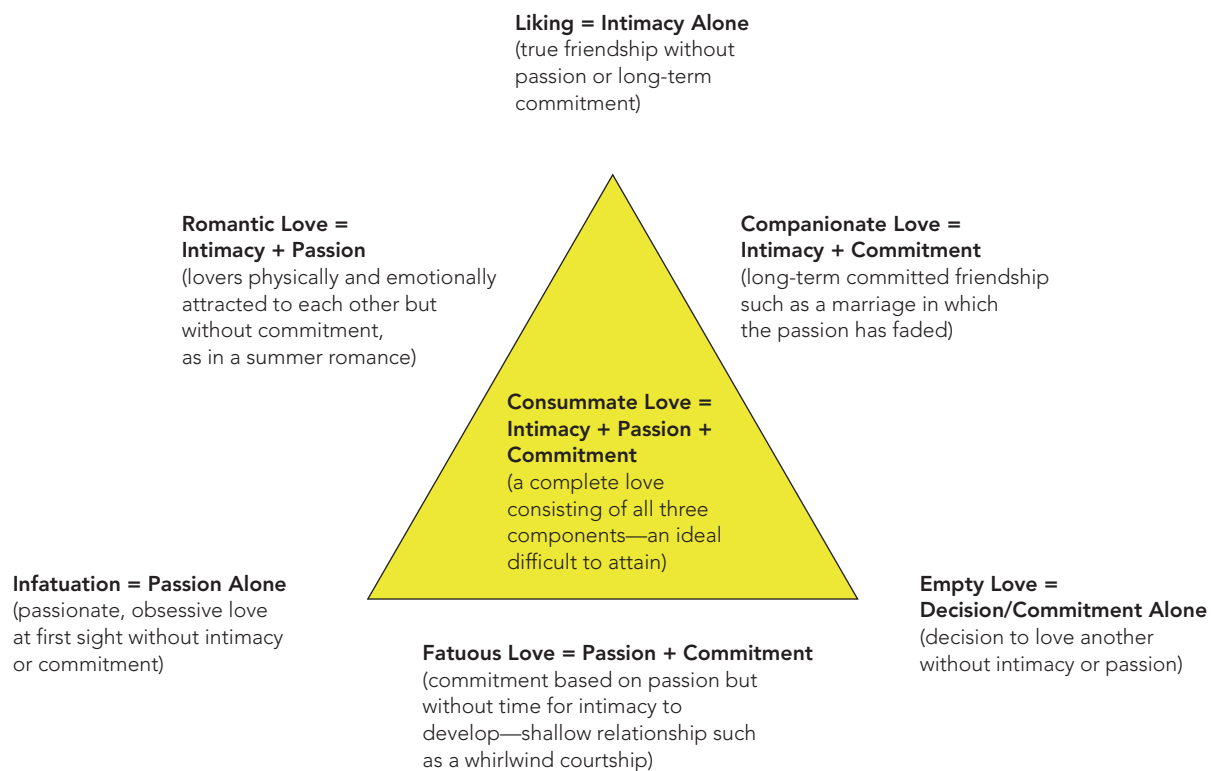 Liking = Intimacy Alone
(true friendship without
passion or long-term
commitment)
Romantic Love =
Intimacy + Passion
(lovers physically and emotionally
attracted to each other but
without commitment,
as in a summer romance)
Companionate Love =
Intimacy + Commitment
(long-term committed friendship
such as a marriage in which
the passion has faded)
Consummate Love =
Intimacy + Passion +
Commitment
(a complete love
consisting of all three
components—an ideal
difficult to attain)
Infatuation = Passion Alone
(passionate, obsessive love
at first sight without intimacy
or commitment)
Fatuous Love = Passion + Commitment
(commitment based on passion but
without time for intimacy to
develop—shallow relationship such
as a whirlwind courtship)
Empty Love =
Decision/Commitment Alone
(decision to love another
without intimacy or passion)